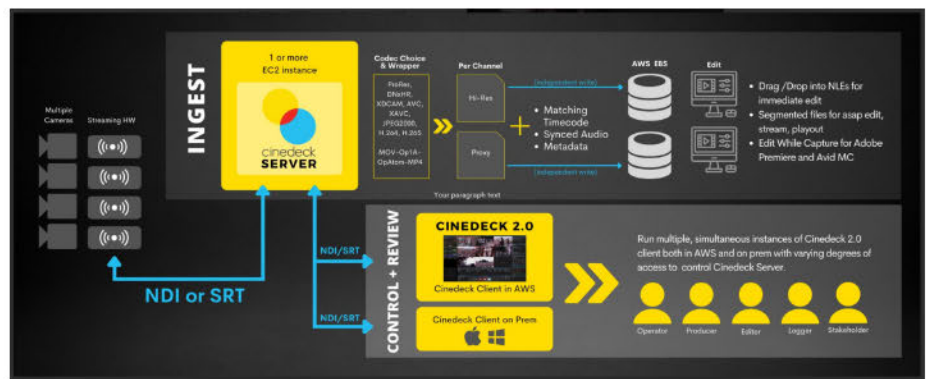 INGEST
1 or more
EC2 instance
cinedeck
SERVER
Codec Choice
& Wrapper
ProRes,
DNxHR,
XDCAM, AVC,
XAVC,
JPEG2000,
H.264, H.265
MOV-Op1A-
OpAtom-MP4
Per Channel
Hi-Res
Proxy
(independent write)
Matching
Timecode
Synced Audio
Metadata
(independent write)
AWS EBS
Edit
Drag /Drop into NLEs for
immediate edit
Segmented files for asap edit,
stream, playout
Edit While Capture for Adobe
Premiere and Avid MC
Multiple
Cameras
Streaming HW
Your paragraph text
NDI or SRT
NDI/SRT
NDI/SRT
CONTROL + REVIEW
CINEDECK 2.0
Cinedeck Client in AWS
Cinedeck Client on Prem
Run multiple, simultaneous instances of Cinedeck 2.0
client both in AWS and on prem with varying degrees of
access to control Cinedeck Server.
Operator
Producer
Editor
Logger
Stakeholder